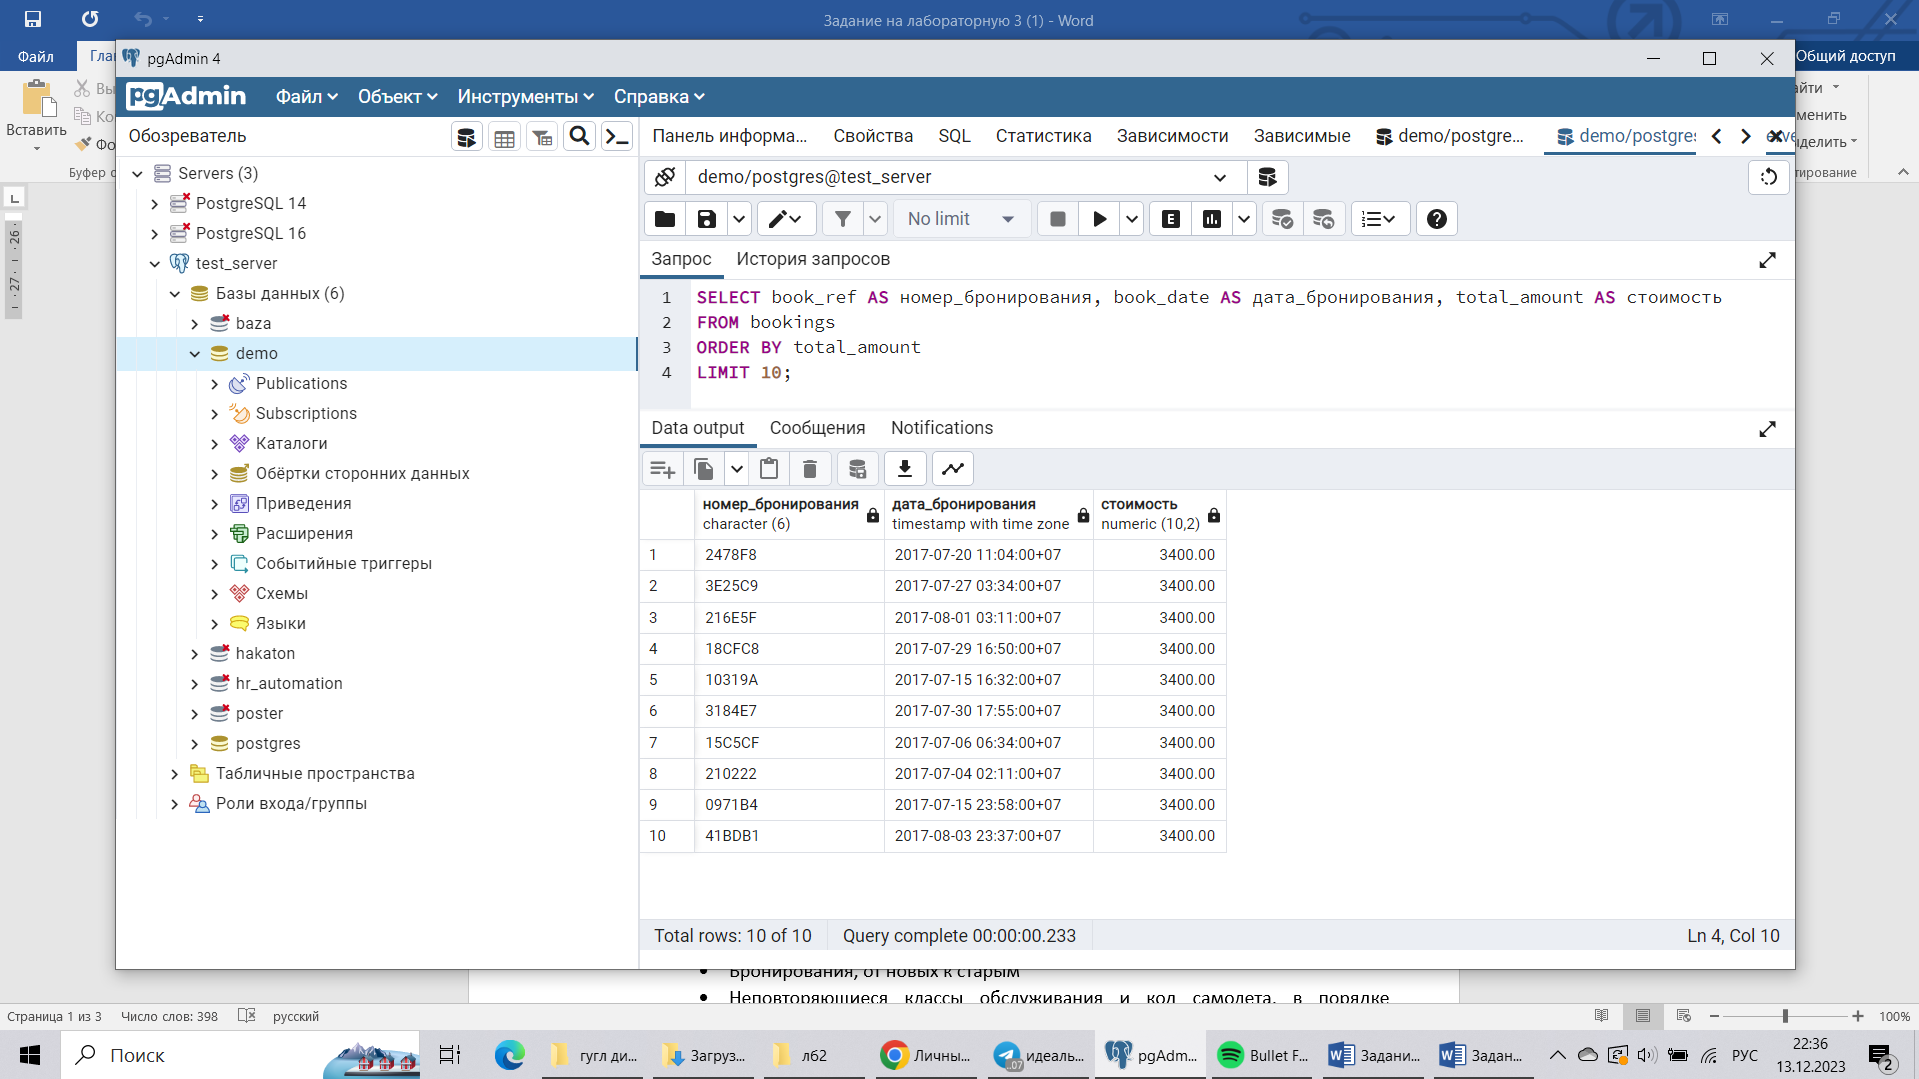 Задание на лабораторную 3 (1) - Word
Файл
Общий доступ
Вставить
Буфер
pgAdmin 4
pgAdmin
Файл
Объект
Инструменты
Справка
Обозреватель
Панель информа...
Свойства
SQL
Статистика
Зависимости
Зависимые
demo/postgre...
demo/postgres
Servers (3)
PostgreSQL 14
PostgreSQL 16
test_server
Базы данных (6)
baza
demo
Publications
Subscriptions
Каталоги
Обёртки сторонних данных
Приведения
Расширения
Событийные триггеры
Схемы
Языки
hakaton
hr_automation
poster
postgres
Табличные пространства
Роли входа/группы
demo/postgres@test_server
No limit
E
Запрос
История запросов
1 SELECT book_ref AS номер_бронирования, book_date AS дата_бронирования, total_amount AS стоимость
2 FROM bookings
3 ORDER BY total_amount
4 LIMIT 10;
Data output
Сообщения
Notifications
номер_бронирования дата_бронирования стоимость
character (6) timestamp with time zone numeric (10,2)
1 2478F8 2017-07-20 11:04:00+07 3400.00
2 3E25C9 2017-07-27 03:34:00+07 3400.00
3 216E5F 2017-08-01 03:11:00+07 3400.00
4 18CFC8 2017-07-29 16:50:00+07 3400.00
5 10319A 2017-07-15 16:32:00+07 3400.00
6 3184E7 2017-07-30 17:55:00+07 3400.00
7 15C5CF 2017-07-06 06:34:00+07 3400.00
8 210222 2017-07-04 02:11:00+07 3400.00
9 0971B4 2017-07-15 23:58:00+07 3400.00
10 41BDB1 2017-08-03 23:37:00+07 3400.00
Total rows: 10 of 10
Query complete 00:00:00.233
Ln 4, Col 10
Бронирования, от новых к старым
Неповторяющиеся классы обслуживания и код самолета, в порядке
Страница 1 из 3
Число слов: 398
русский
100%
Поиск
гугл ди...
Загруз...
лб2
Личны...
идеаль...
pgAdm...
Bullet F...
Задани...
Задан...
РУС
22:36
13.12.2023
2